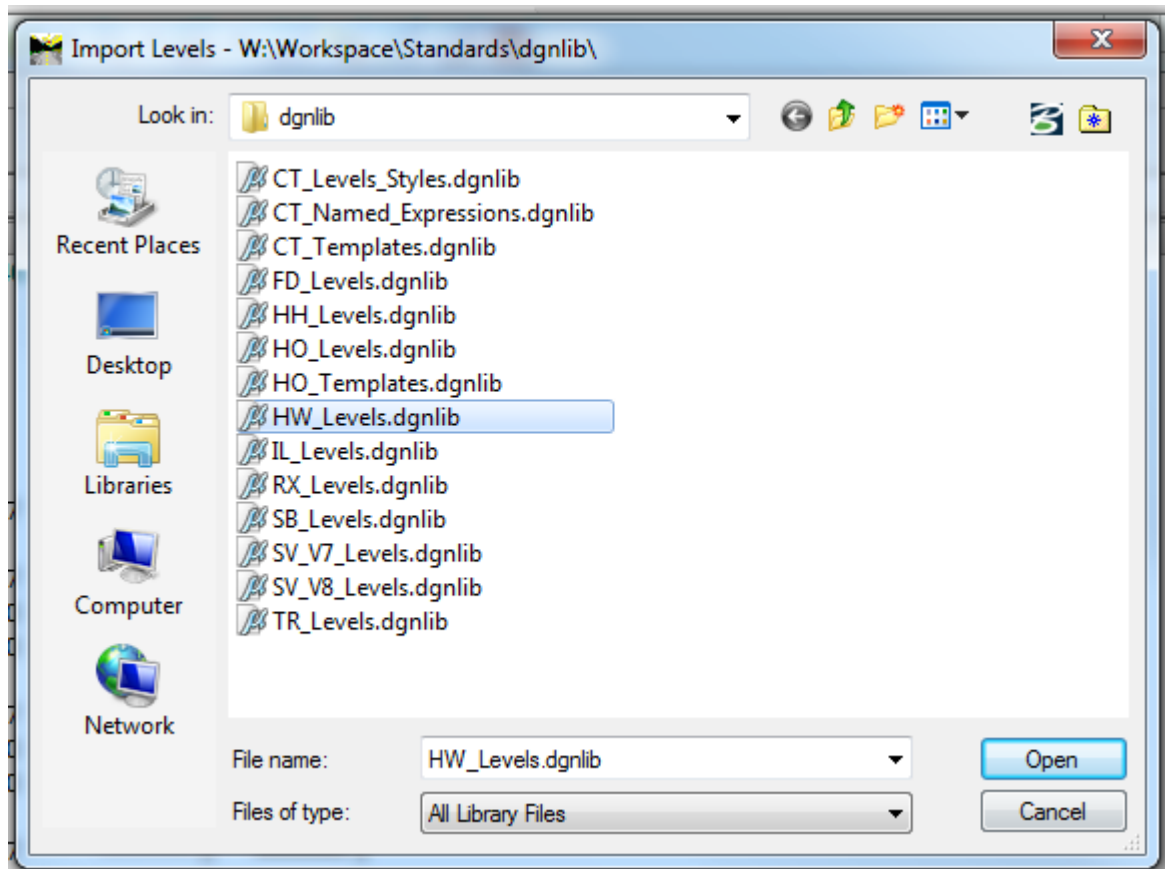 Import Levels - W:\Workspace\Standards\dgnlib\
Look in: dgnlib
Recent Places
Desktop
Libraries
Computer
Network
CT_Levels_Styles.dgnlib
CT_Named_Expressions.dgnlib
CT_Templates.dgnlib
FD_Levels.dgnlib
HH_Levels.dgnlib
HO_Levels.dgnlib
HO_Templates.dgnlib
HW_Levels.dgnlib
IL_Levels.dgnlib
RX_Levels.dgnlib
SB_Levels.dgnlib
SV_V7_Levels.dgnlib
SV_V8_Levels.dgnlib
TR_Levels.dgnlib
File name: HW_Levels.dgnlib Open
Files of type: All Library Files Cancel